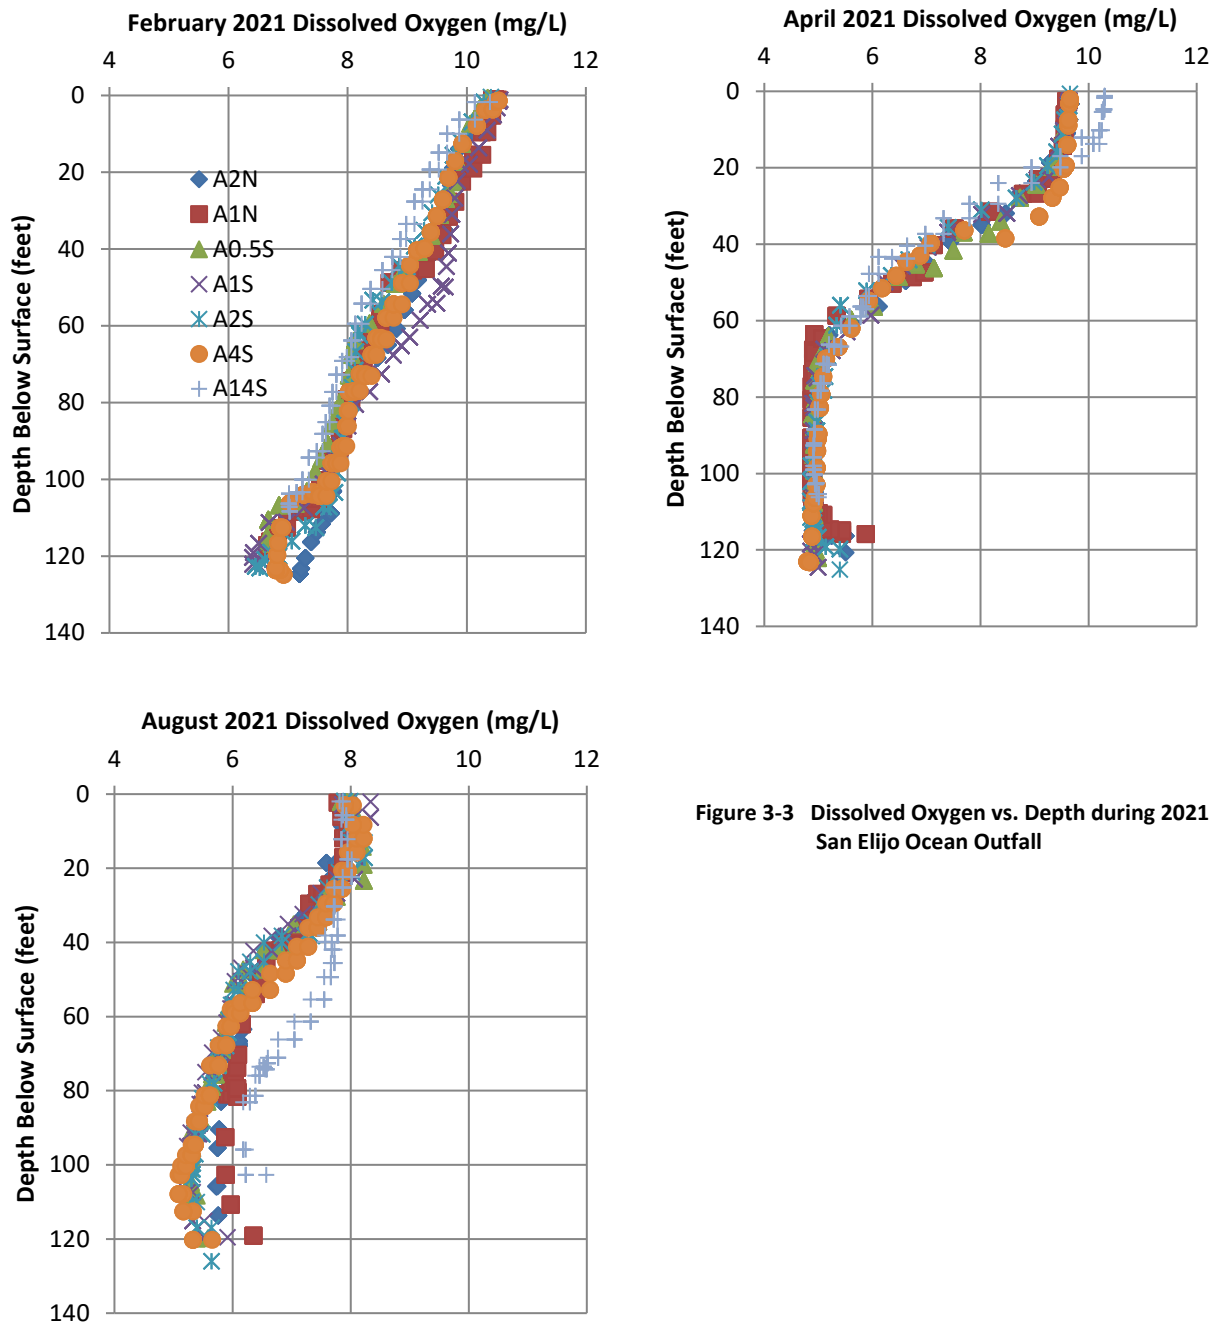 February 2021 Dissolved Oxygen (mg/L)
4 6 8 10 12
0
20
40
60
80
100
120
140
Depth Below Surface (feet)
A2N
A1N
A0.5S
A1S
A2S
A4S
A14S
April 2021 Dissolved Oxygen (mg/L)
4 6 8 10 12
0
20
40
60
80
100
120
140
Depth Below Surface (feet)
August 2021 Dissolved Oxygen (mg/L)
4 6 8 10 12
0
20
40
60
80
100
120
140
Depth Below Surface (feet)
Figure 3-3 Dissolved Oxygen vs. Depth during 2021
San Elijo Ocean Outfall